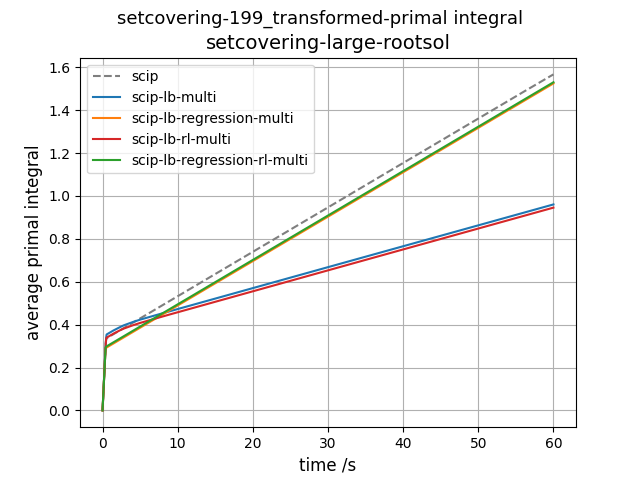 setcovering-199_transformed-primal integral
setcovering-large-rootsol
1.6
1.4
1.2
1.0
0.8
0.6
0.4
0.2
0.0
average primal integral
scip
scip-lb-multi
scip-lb-regression-multi
scip-lb-rl-multi
scip-lb-regression-rl-multi
0 10 20 30 40 50 60
time /s